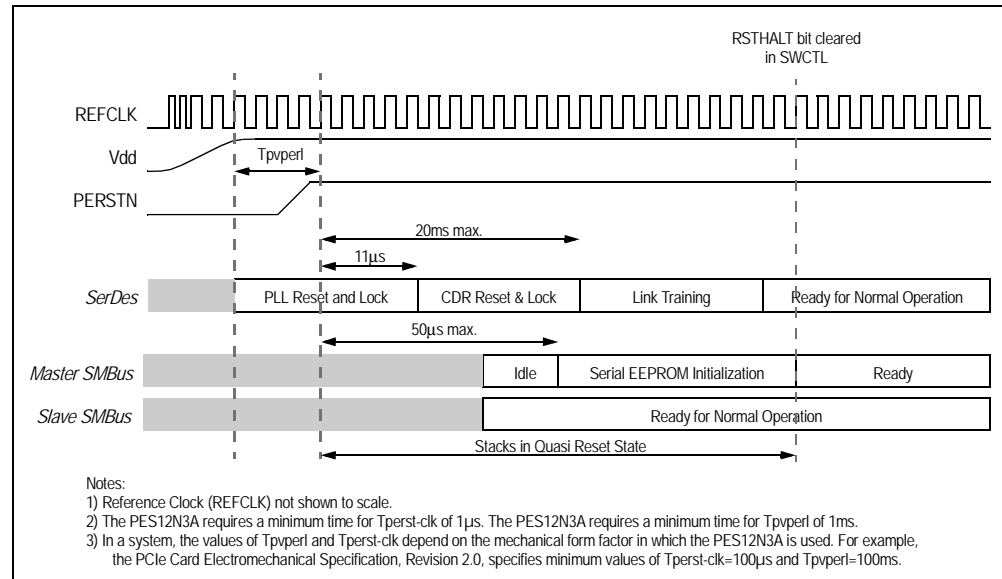 RSTHALT bit cleared
in SWCTL
REFCLK
Vdd
Tpvperl
PERSTN
20ms max.
11μs
SerDes
PLL Reset and Lock
CDR Reset & Lock
Link Training
Ready for Normal Operation
50μs max.
Master SMBus
Idle
Serial EEPROM Initialization
Ready
Slave SMBus
Ready for Normal Operation
Stacks in Quasi Reset State
Notes:
1) Reference Clock (REFCLK) not shown to scale.
2) The PES12N3A requires a minimum time for Tperst-clk of 1μs. The PES12N3A requires a minimum time for Tpvperl of 1ms.
3) In a system, the values of Tpvperl and Tperst-clk depend on the mechanical form factor in which the PES12N3A is used. For example,
the PCIe Card Electromechanical Specification, Revision 2.0, specifies minimum values of Tperst-clk=100μs and Tpvperl=100ms.